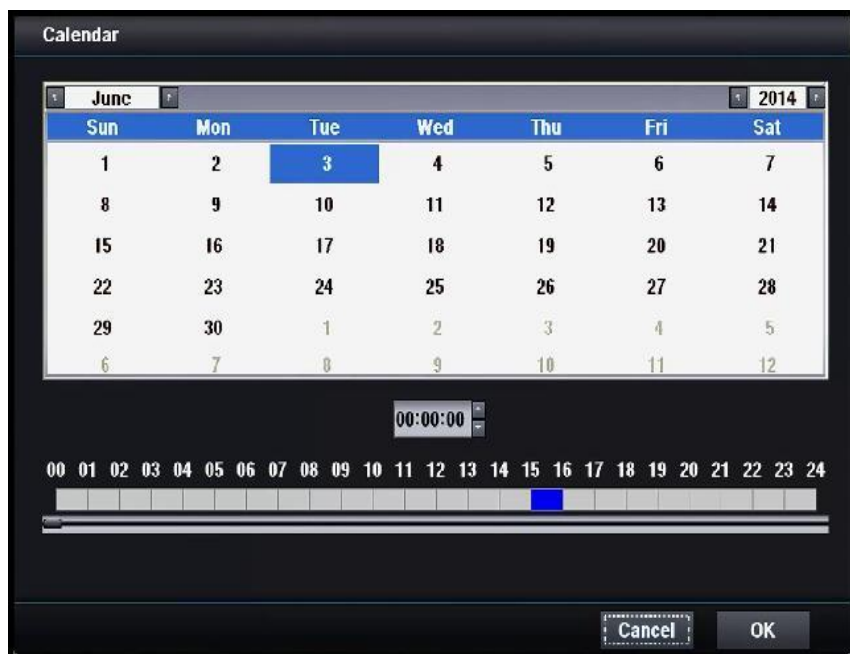 Calendar
June 2014
Sun Mon Tue Wed Thu Fri Sat
1 2 3 4 5 6 7
8 9 10 11 12 13 14
15 16 17 18 19 20 21
22 23 24 25 26 27 28
29 30 1 2 3 4 5
6 7 8 9 10 11 12
00:00:00
00 01 02 03 04 05 06 07 08 09 10 11 12 13 14 15 16 17 18 19 20 21 22 23 24
Cancel OK